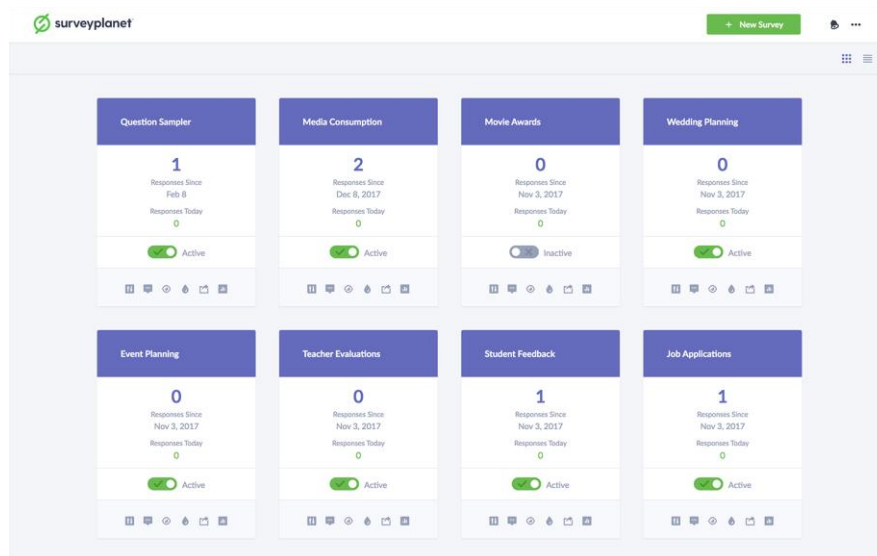 surveyplanet
+ New Survey
Question Sampler
1
Responses Since
Feb 8
Responses Today
0
Active
Media Consumption
2
Responses Since
Dec 8, 2017
Responses Today
0
Active
Movie Awards
0
Responses Since
Nov 3, 2017
Responses Today
0
Inactive
Wedding Planning
0
Responses Since
Nov 3, 2017
Responses Today
0
Active
Event Planning
0
Responses Since
Nov 3, 2017
Responses Today
0
Active
Teacher Evaluations
0
Responses Since
Nov 3, 2017
Responses Today
0
Active
Student Feedback
1
Responses Since
Nov 3, 2017
Responses Today
0
Active
Job Applications
1
Responses Since
Nov 3, 2017
Responses Today
0
Active